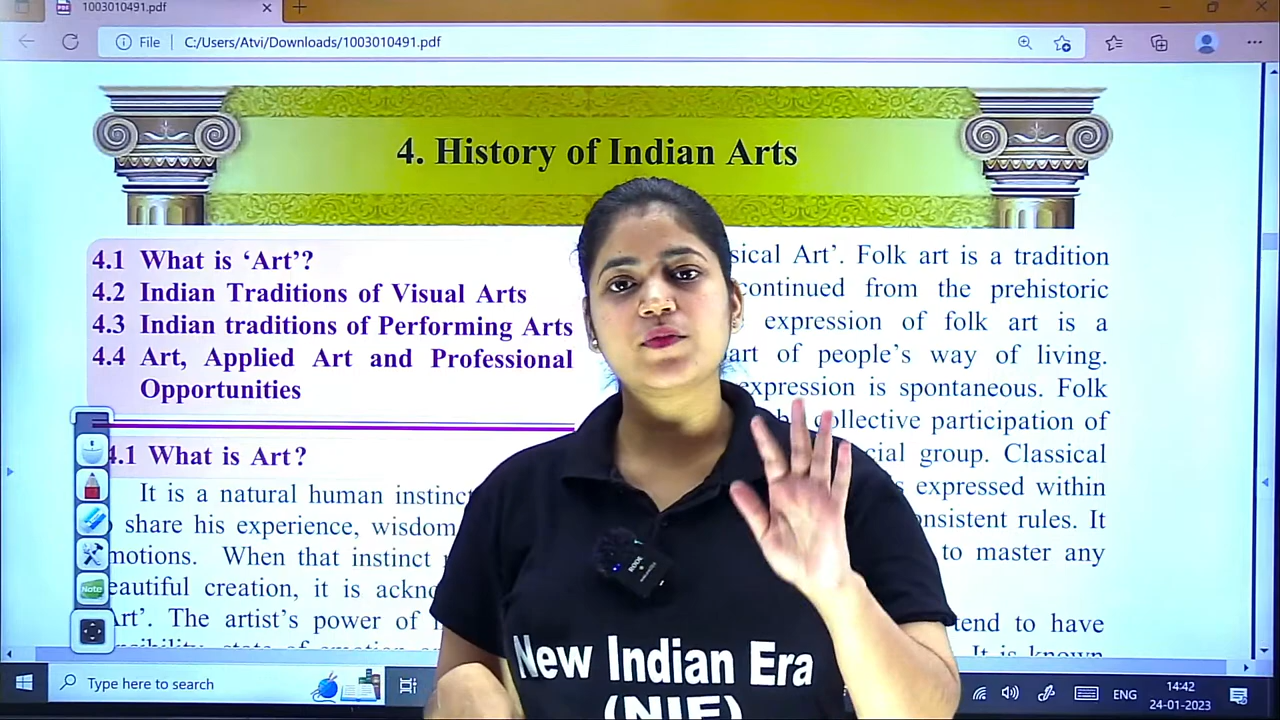 1003010491.pdf
File
C:/Users/Atvi/Downloads/1003010491.pdf
4. History of Indian Arts
4.1 What is ‘Art’?
4.2 Indian Traditions of Visual Arts
4.3 Indian traditions of Performing Arts
4.4 Art, Applied Art and Professional
Opportunities
4.1 What is Art?
It is a natural human instinct
share his experience, wisdom
motions. When that instinct
eautiful creation, it is
Art’. The artist’s power of
Art’. Folk art is a tradition
continued from the prehistoric
expression of folk art is a
art of people’s way of living.
expression is spontaneous. Folk
collective participation of
cial group. Classical
expressed within
onsistent rules. It
to master any
tend to have
It is known
Note
RODE
New Indian Era
(NIE)
Type here to search
ENG
14:42
24-01-2023